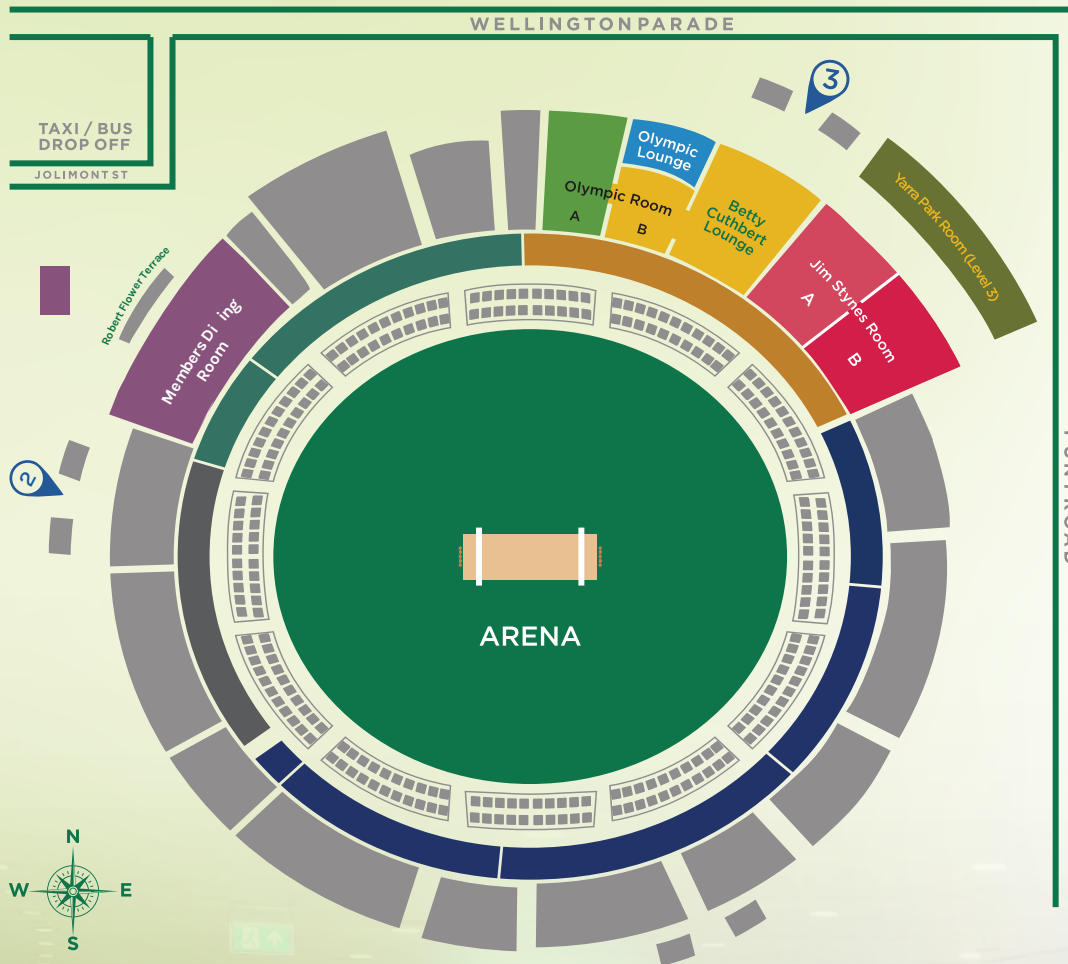 WELLINGTON PARADE
3
TAXI / BUS
DROP OFF
JOLIMONT ST
Olympic
Lounge
Olympic Room
A
B
Betty
Cuthbert
Lounge
Yarra Park Room (Level 3)
Jim Stynes Room
A
B
Robert Flower Terrace
Members Di ing
Room
2
ARENA
N
W
E
S